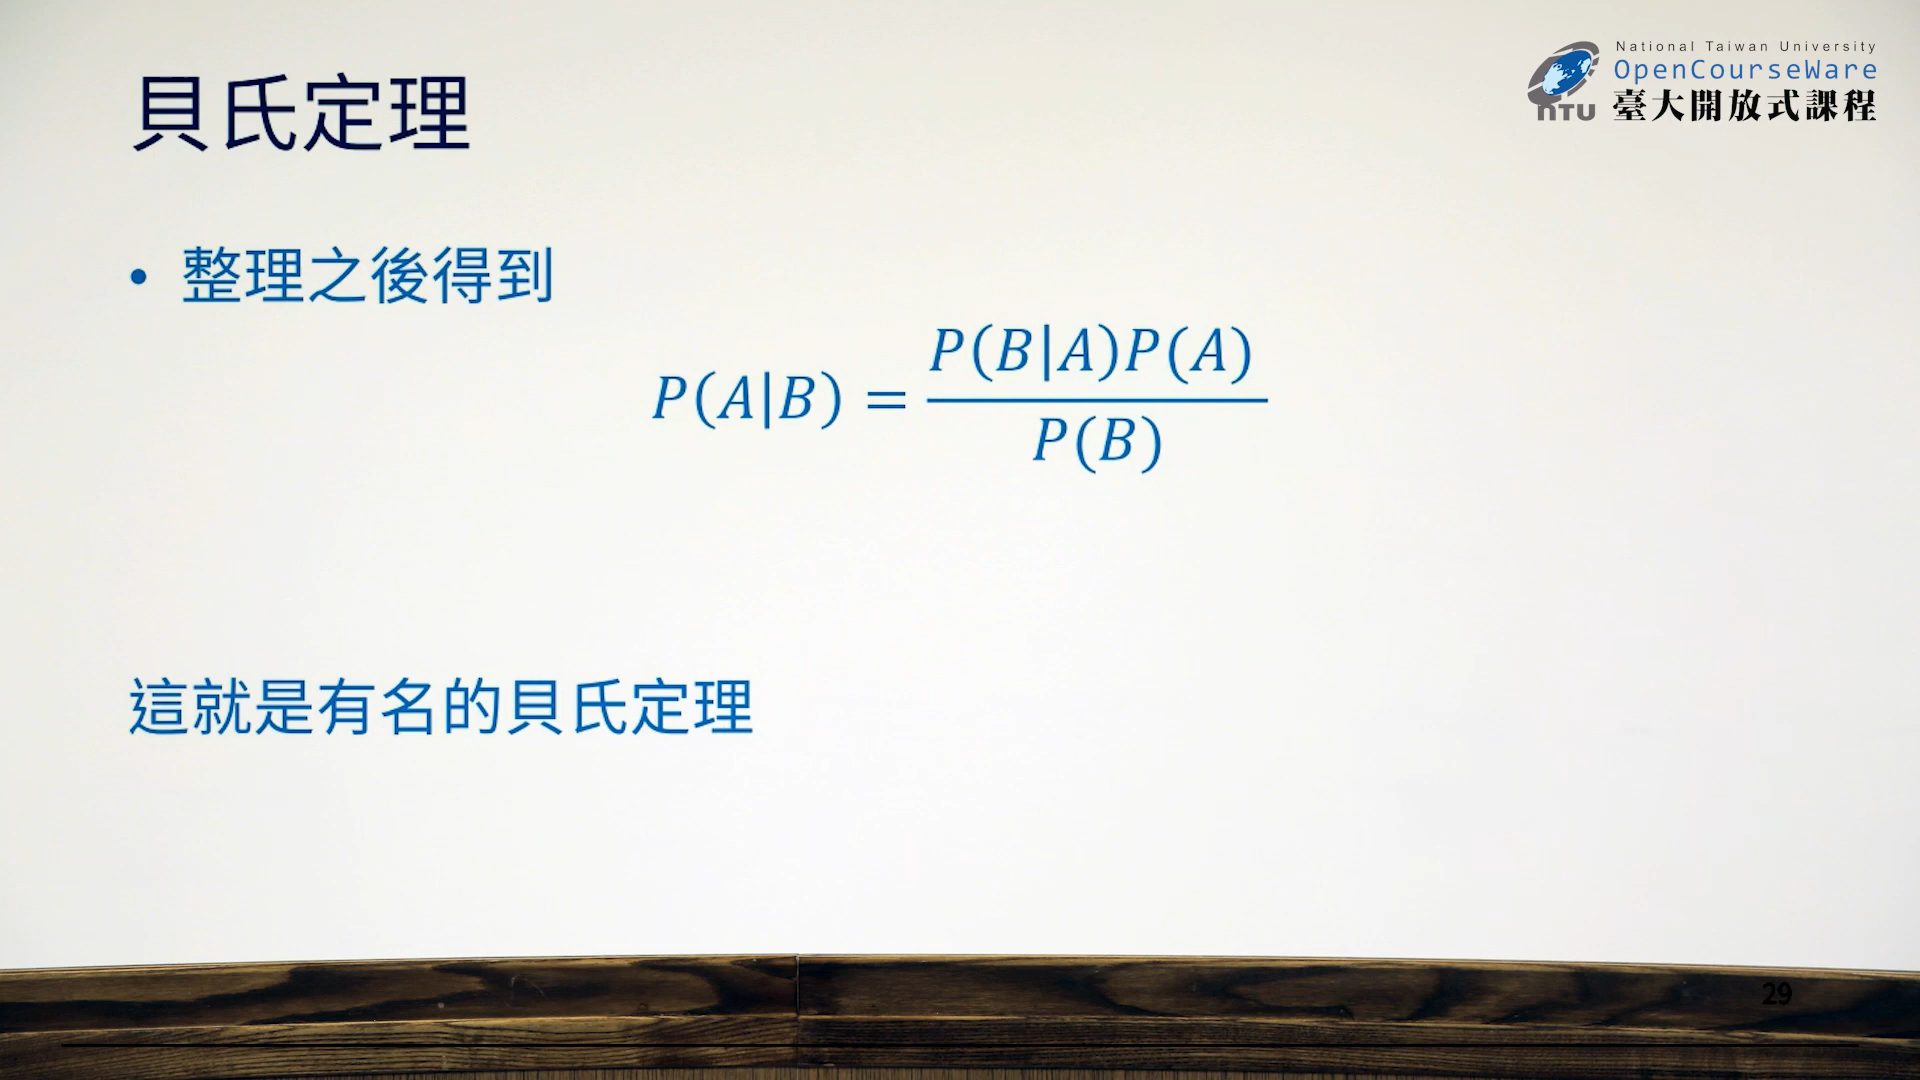 National Taiwan University
OpenCourseWare
臺大開放式課程
nTU
貝氏定理
• 整理之後得到
P(A|B) = P(B|A)P(A) / P(B)
這就是有名的貝氏定理
29